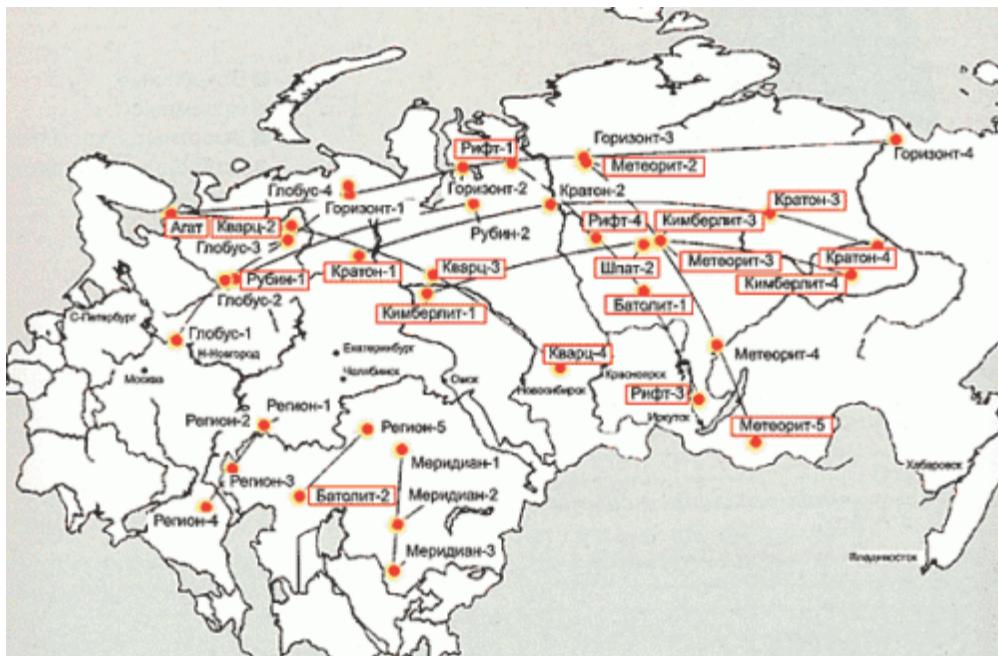 Горизонт-3
Рифт-1
Метеорит-2
Горизонт-4
Глобус-4
Горизонт-2
Кратон-2
Горизонт-1
Кратон-3
Агат
Кварц-2
Рифт-4
Кимберлит-3
Глобус-3
Рубин-2
Кратон-1
Кварц-3
Шпат-2
Метеорит-3
Кратон-4
Рубин-1
Кимберлит-4
Глобус-2
Батолит-1
Кимберлит-1
С-Петербург
Глобус-1
Н-Новгород
Екатеринбург
Кварц-4
Метеорит-4
Москва
Челябинск
Омск
Новосибирск
Красноярск
Рифт-3
Иркутск
Регион-1
Регион-2
Регион-5
Метеорит-5
Меридиан-1
Хабаровск
Регион-3
Батолит-2
Меридиан-2
Регион-4
Меридиан-3
Владивосток